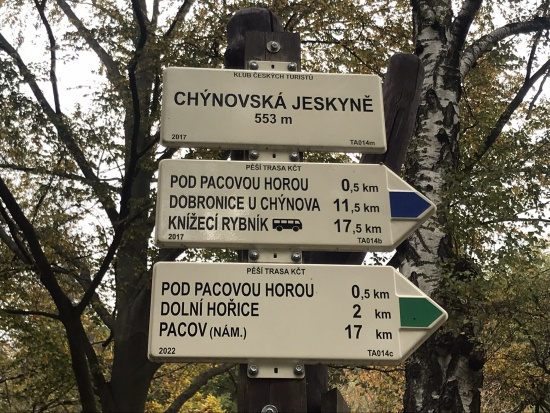 KLUB ČESKÝCH TURISTŮ
CHÝNOVSKÁ JESKYNĚ
553 m
2017 TA014m
PĚŠÍ TRASA KČT
POD PACOVOU HOROU 0,5 km
DOBRONICE U CHÝNOVA 11,5 km
KNÍŽECÍ RYBNÍK 17,5 km
2017 TA014b
PĚŠÍ TRASA KČT
POD PACOVOU HOROU 0,5 km
DOLNÍ HOŘICE 2 km
PACOV (NÁM.) 17 km
2022 TA014c